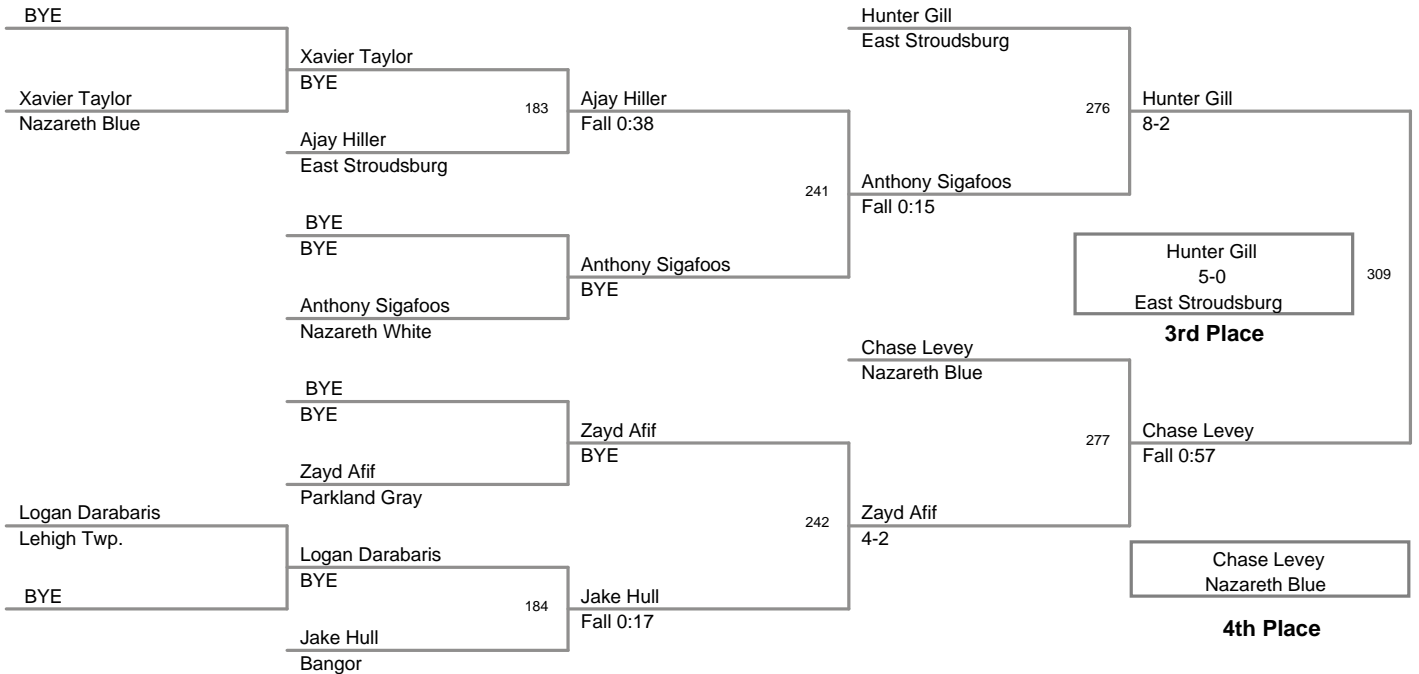 BYE
Xavier Taylor
Nazareth Blue
Logan Darabaris
Lehigh Twp.
BYE
Xavier Taylor
BYE
183
Ajay Hiller
East Stroudsburg
BYE
BYE
Anthony Sigafoos
Nazareth White
BYE
BYE
Zayd Afif
Parkland Gray
Logan Darabaris
BYE
184
Jake Hull
Bangor
Ajay Hiller
Fall 0:38
241
Anthony Sigafoos
BYE
Zayd Afif
BYE
242
Jake Hull
Fall 0:17
Hunter Gill
East Stroudsburg
276
Anthony Sigafoos
Fall 0:15
Chase Levey
Nazareth Blue
277
Zayd Afif
4-2
Hunter Gill
8-2
Hunter Gill
5-0
East Stroudsburg
309
3rd Place
Chase Levey
Fall 0:57
Chase Levey
Nazareth Blue
4th Place